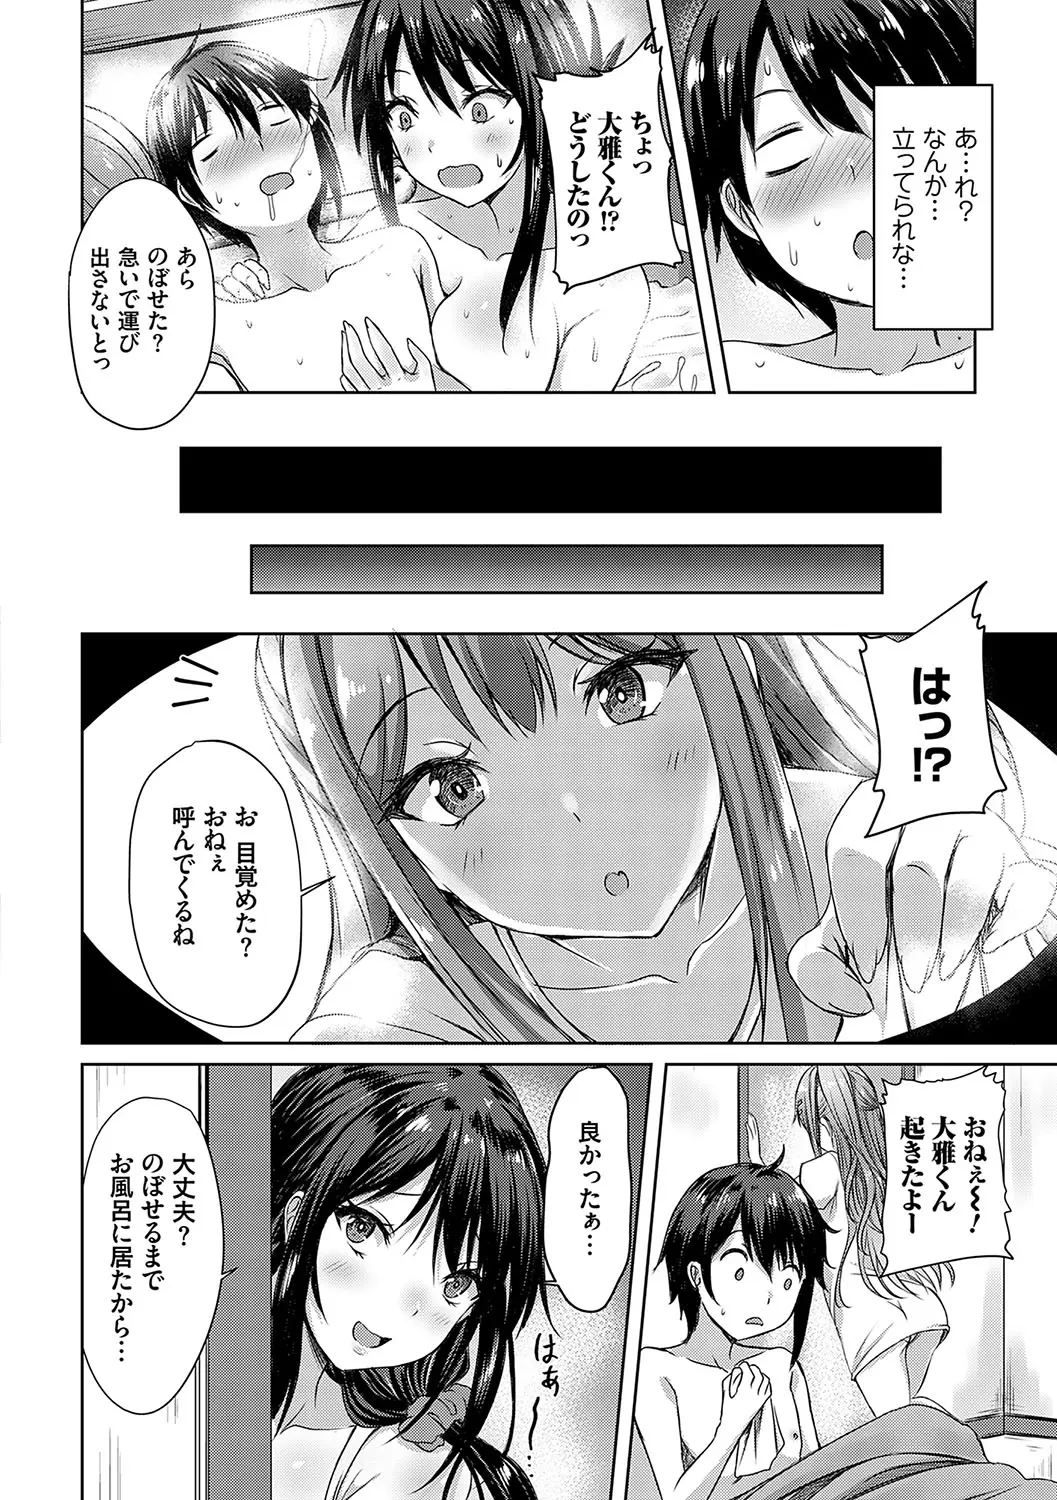 あ…れ?
なんか…
立ってられな…
ちょっ
大雅くん!?
どうしたのっ
あら
のぼせた?
急いで運び
出さないとっ
はっ!?
お 目覚めた?
おねぇ
呼んでくるね
おねぇ〜!
大雅くん
起きたよー
良かったぁ…
はぁ〜
大丈夫?
のぼせるまで
お風呂に居たから…